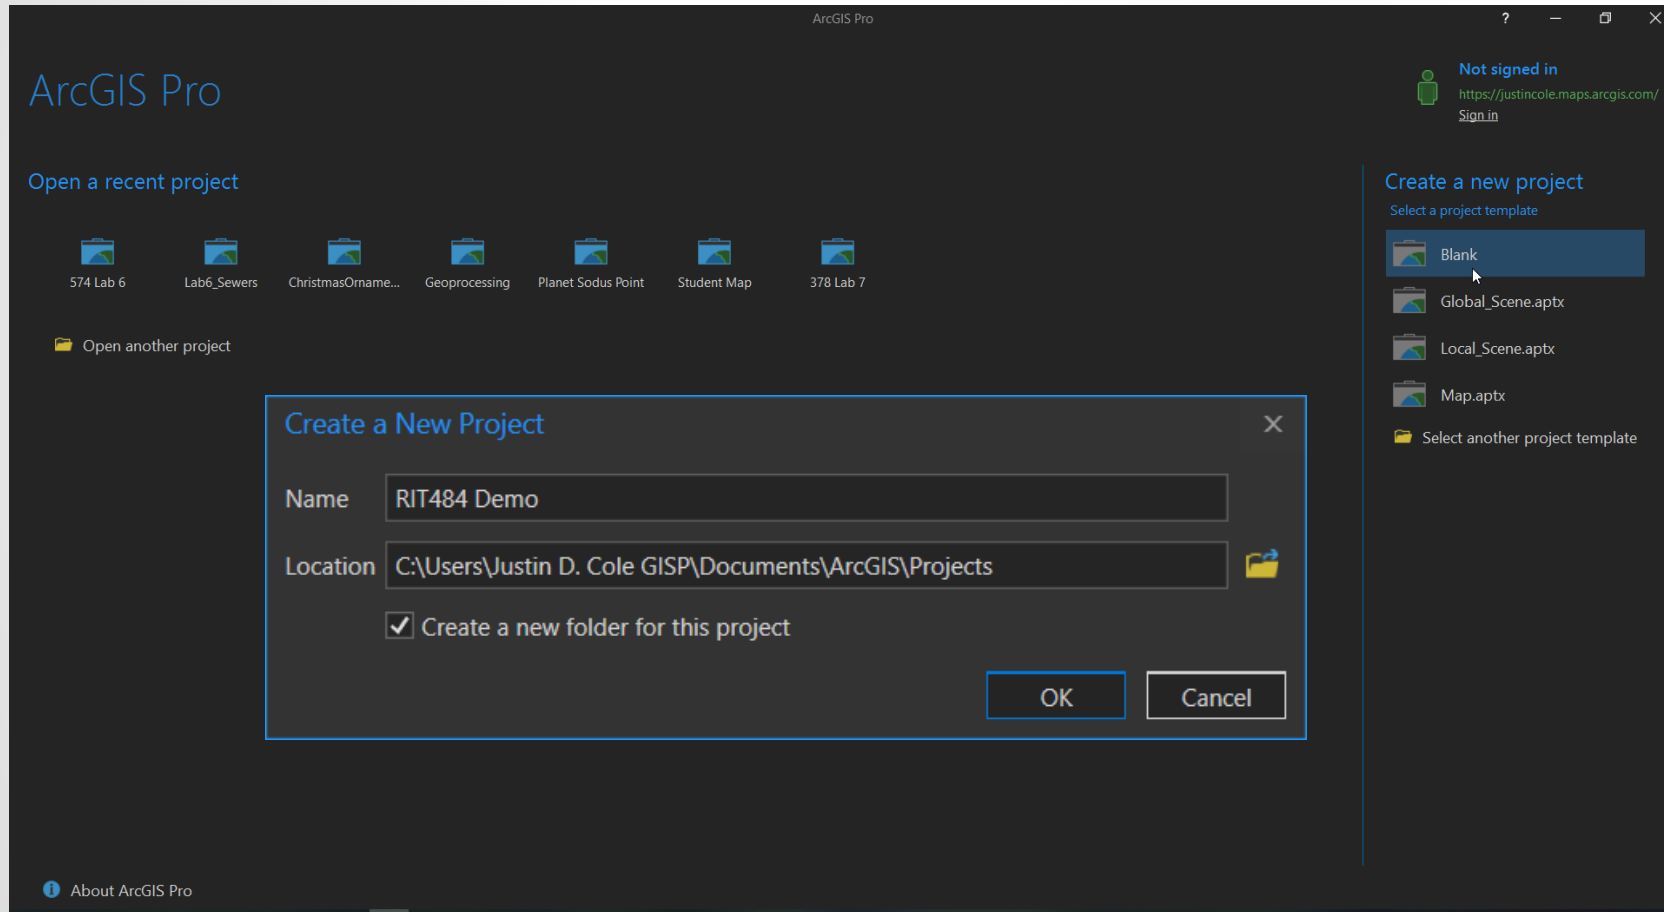 ArcGIS Pro
?
ArcGIS Pro
Not signed in
https://justincole.maps.arcgis.com/
Sign in
Open a recent project
574 Lab 6
Lab6_Sewers
ChristmasOrname...
Geoprocessing
Planet Sodus Point
Student Map
378 Lab 7
Open another project
Create a new project
Select a project template
Blank
Global_Scene.aptx
Local_Scene.aptx
Map.aptx
Select another project template
Create a New Project
Name RIT484 Demo
Location C:\Users\Justin D. Cole GISP\Documents\ArcGIS\Projects
Create a new folder for this project
OK
Cancel
About ArcGIS Pro